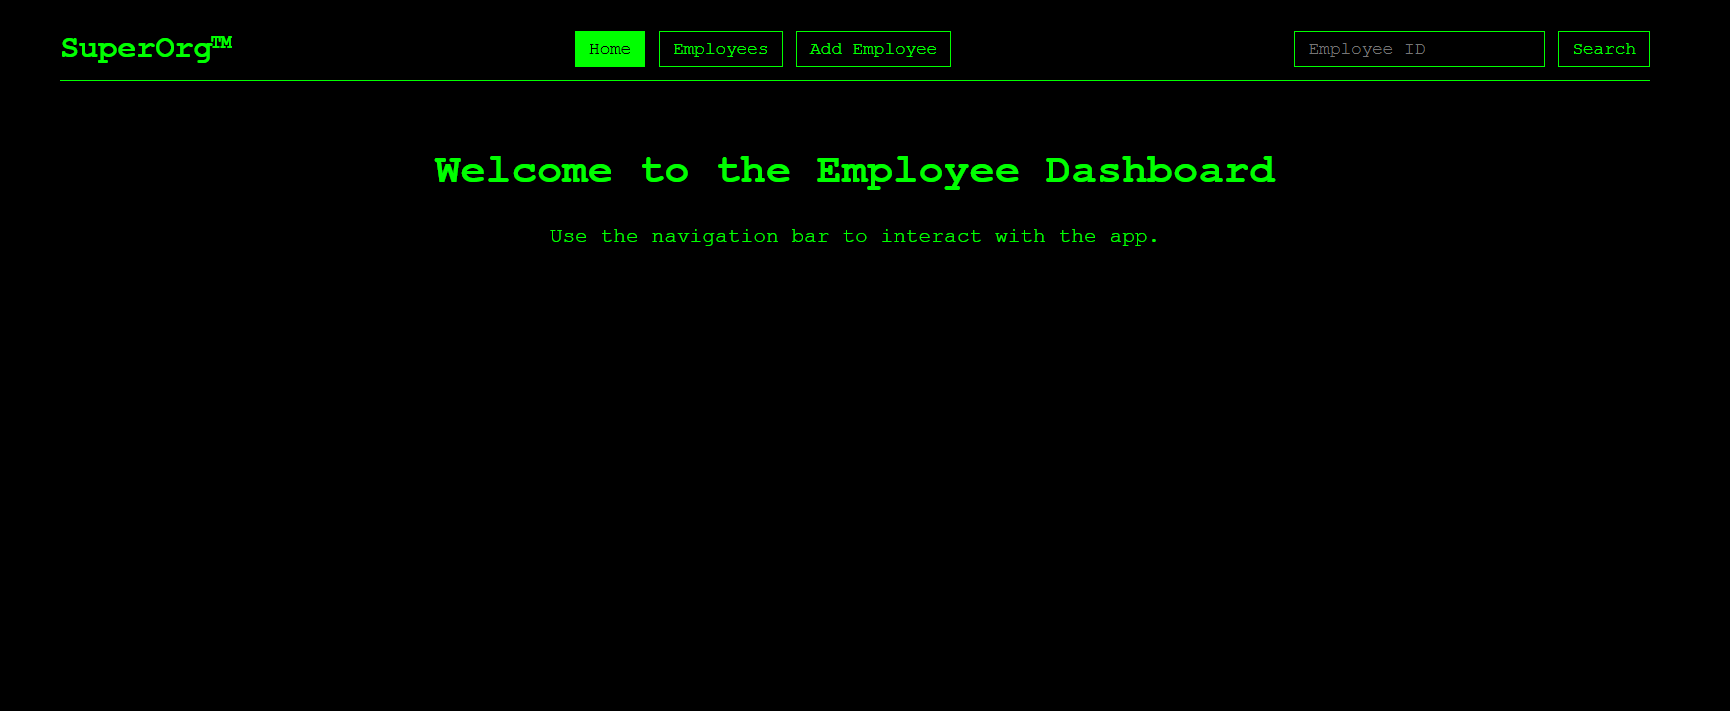 SuperOrg™ Home Employees Add Employee Employee ID Search
Welcome to the Employee Dashboard
Use the navigation bar to interact with the app.